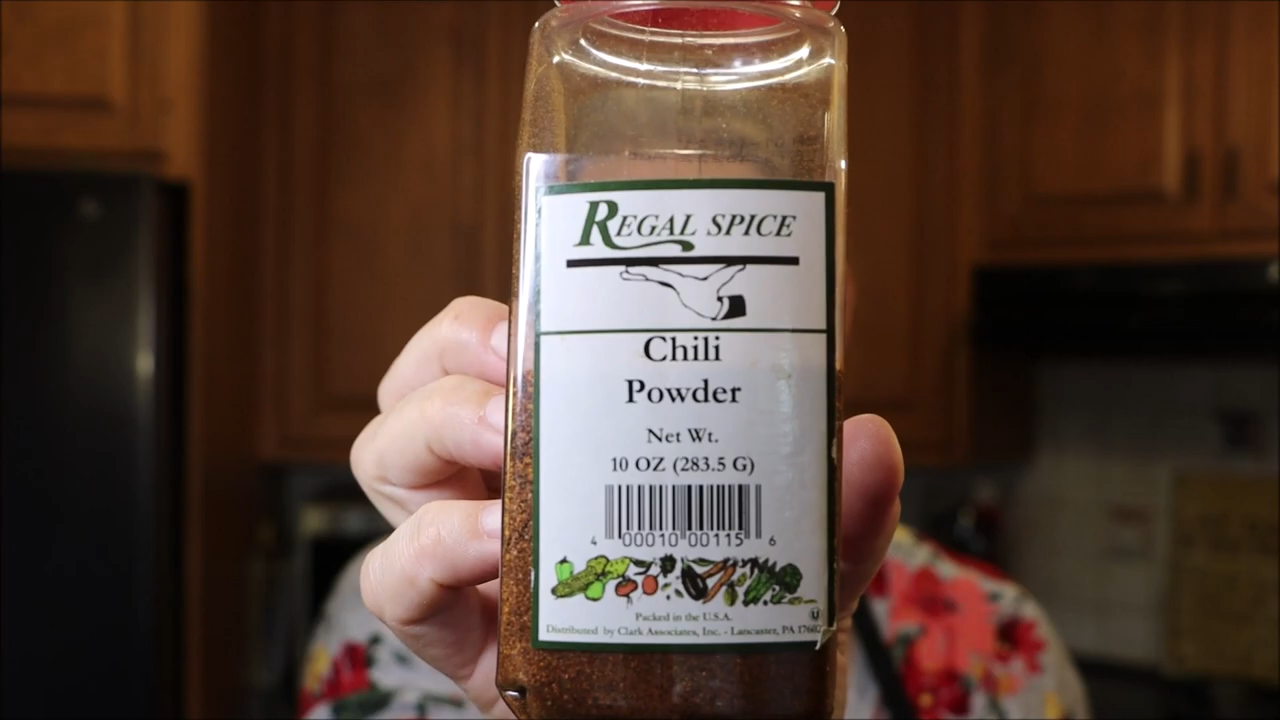 REGAL SPICE
Chili
Powder
Net Wt.
10 OZ (283.5 G)
4 00010 00115 6
U
Packed in the U.S.A.
Distributed by Clark Associates, Inc. - Lancaster, PA 17602